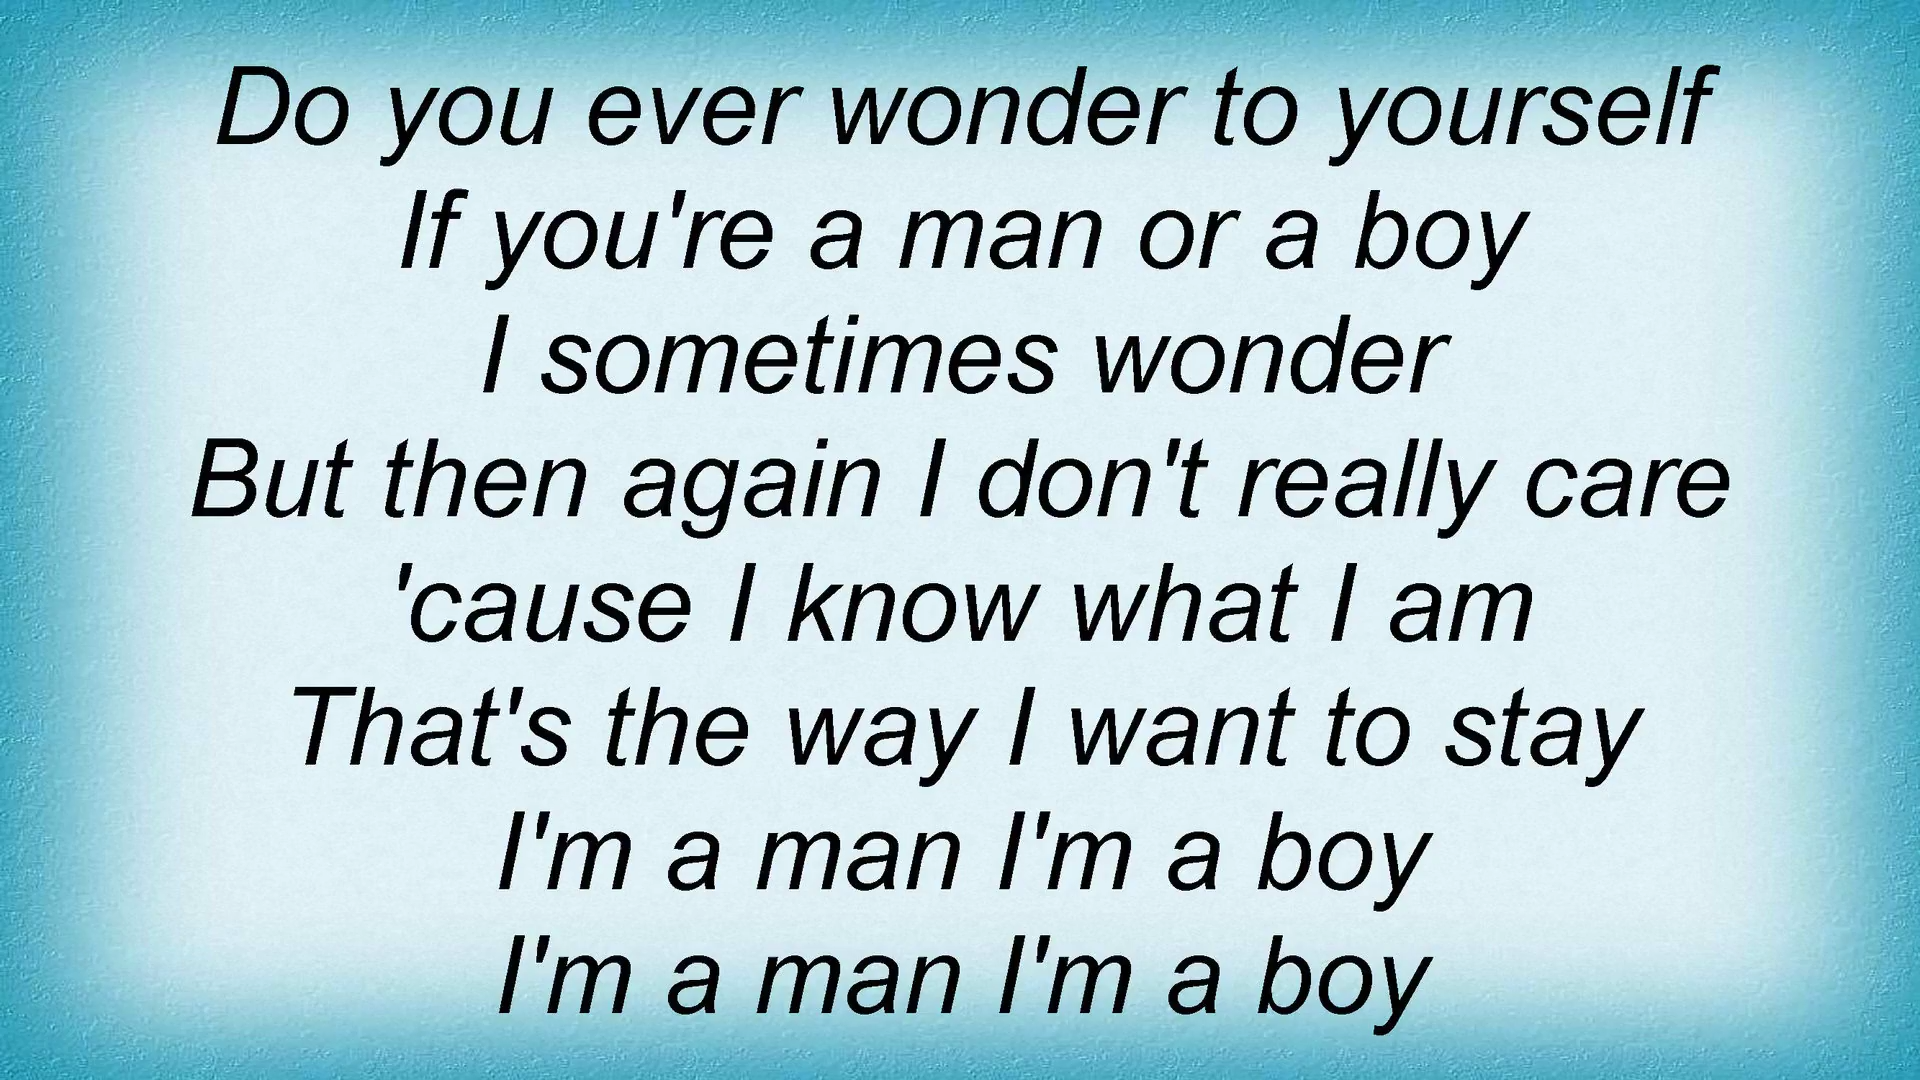 Do you ever wonder to yourself
If you're a man or a boy
I sometimes wonder
But then again I don't really care
'cause I know what I am
That's the way I want to stay
I'm a man I'm a boy
I'm a man I'm a boy